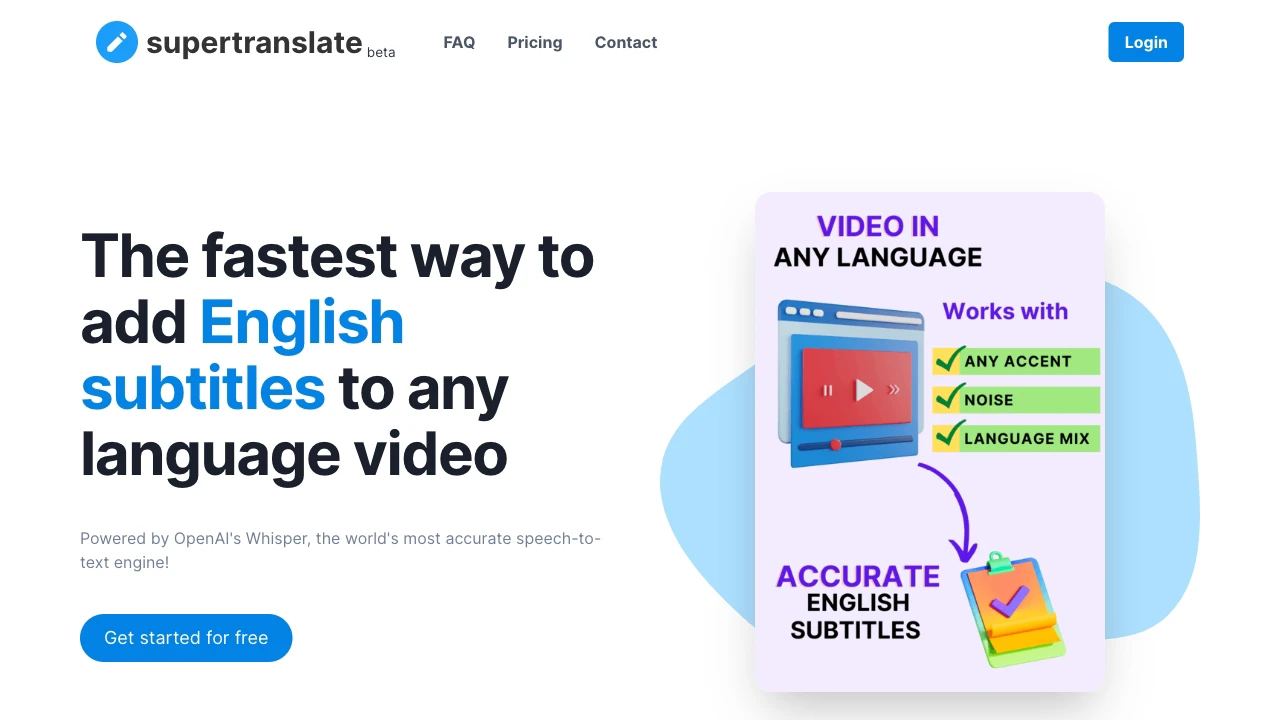 supertranslate beta
FAQ
Pricing
Contact
Login
The fastest way to
add English
subtitles to any
language video
Powered by OpenAI's Whisper, the world's most accurate speech-to-
text engine!
Get started for free
VIDEO IN
ANY LANGUAGE
Works with
ANY ACCENT
NOISE
LANGUAGE MIX
ACCURATE
ENGLISH
SUBTITLES